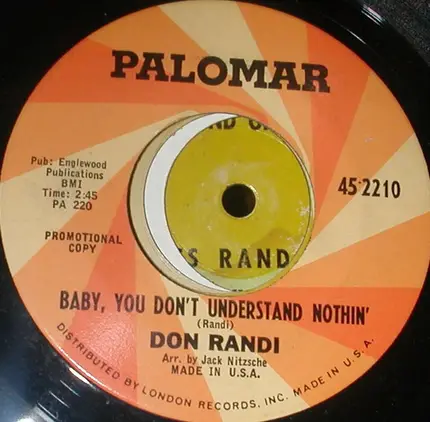 PALOMAR
Pub: Englewood
Publications
BMI
Time: 2:45
PA 220
45-2210
PROMOTIONAL
COPY
'S RAND
BABY, YOU DON'T UNDERSTAND NOTHIN'
(Randi)
DON RANDI
Arr. by Jack Nitzsche
MADE IN U.S.A.
DISTRIBUTED BY LONDON RECORDS, INC. MADE IN U.S.A.